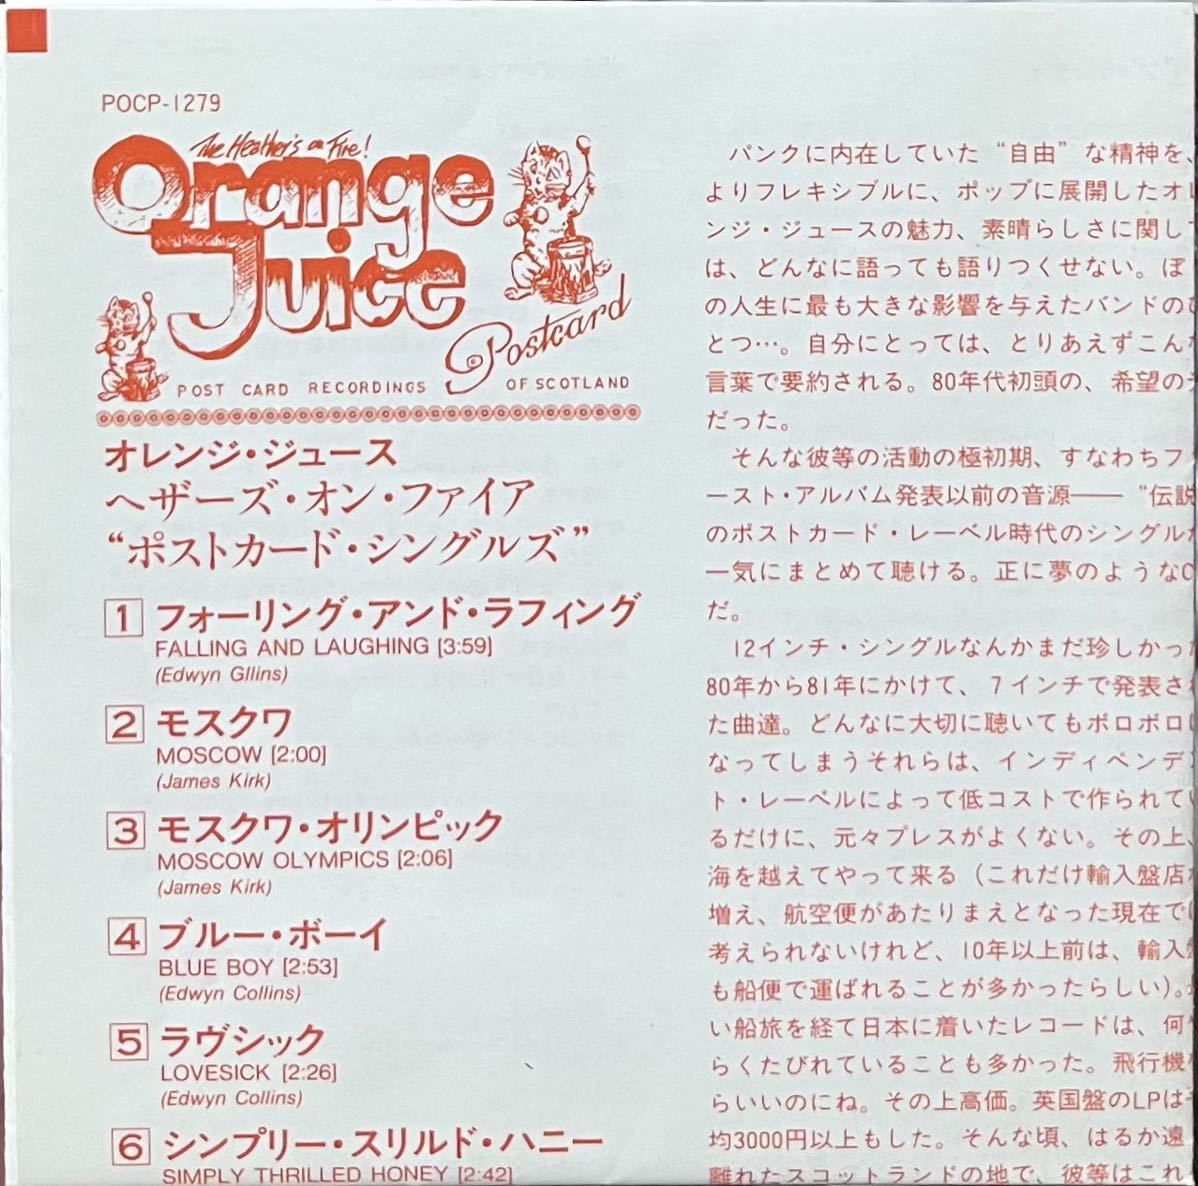 POCP-1279
The Heather's on Fire!
Orange
Juice
Postcard
POST CARD RECORDINGS OF SCOTLAND
オレンジ・ジュース
ヘザーズ・オン・ファイア
“ポストカード・シングルズ”
1 フォーリング・アンド・ラフィング
FALLING AND LAUGHING [3:59]
(Edwyn Gllins)
2 モスクワ
MOSCOW [2:00]
(James Kirk)
3 モスクワ・オリンピック
MOSCOW OLYMPICS [2:06]
(James Kirk)
4 ブルー・ボーイ
BLUE BOY [2:53]
(Edwyn Collins)
5 ラヴシック
LOVESICK [2:26]
(Edwyn Collins)
6 シンプリー・スリルド・ハニー
SIMPLY THRILLED HONEY [2:42]
パンクに内在していた“自由”な精神を、
よりフレキシブルに、ポップに展開したオレ
ンジ・ジュースの魅力、素晴らしさに関して
は、どんなに語っても語りつくせない。ぼく
の人生に最も大きな影響を与えたバンドのひ
とつ…。自分にとっては、とりあえずこんな
言葉で要約される。80年代初頭の、希望の
だった。
そんな彼等の活動の極初期、すなわちファ
ースト・アルバム発表以前の音源――“伝説
のポストカード・レーベル時代のシングルが
一気にまとめて聴ける。正に夢のようなC
だ。
12インチ・シングルなんかまだ珍しかった
80年から81年にかけて、7インチで発表され
た曲達。どんなに大切に聴いてもボロボロに
なってしまうそれらは、インディペンデン
ト・レーベルによって低コストで作られてい
るだけに、元々プレスがよくない。その上、
海を越えてやって来る（これだけ輸入盤店が
増え、航空便があたりまえとなった現在では
考えられないけれど、10年以上前は、輸入盤
も船便で運ばれることが多かったらしい）。
い船旅を経て日本に着いたレコードは、何
らくたびれていることも多かった。飛行機な
らいいのにね。その上高価。英国盤のLPは平
均3000円以上もした。そんな頃、はるか遠
離れたスコットランドの地で、彼等はこれ